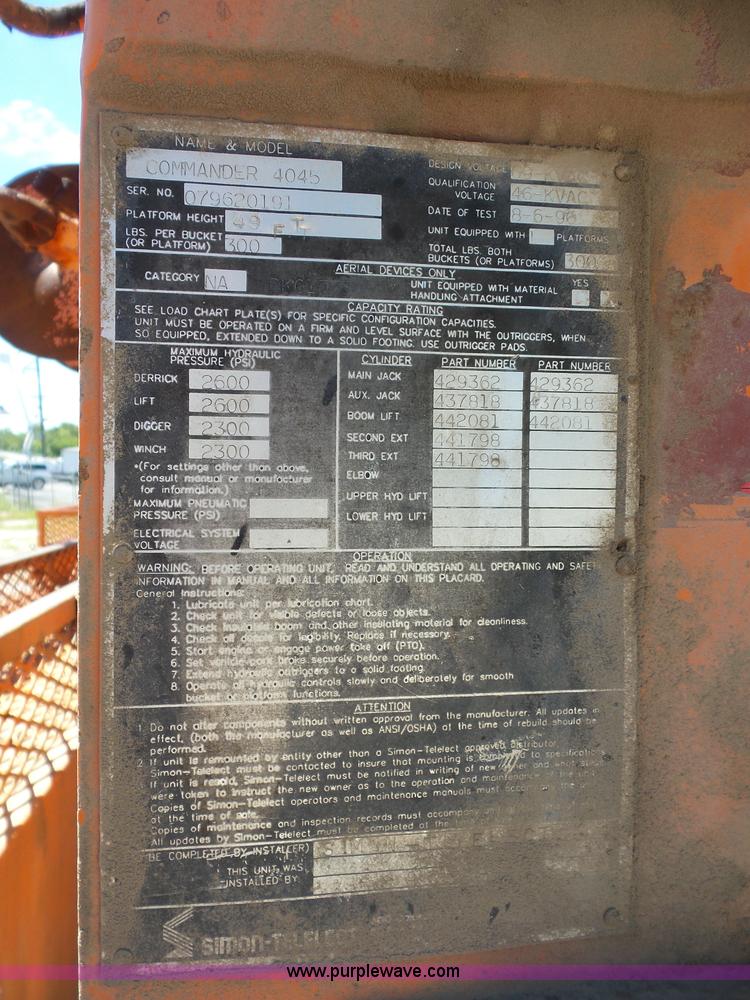 NAME & MODEL
COMMANDER 4045
SER. NO. 079620191
PLATFORM HEIGHT 49 FT
LBS. PER BUCKET
(OR PLATFORM) 300
DESIGN VOLTAGE
QUALIFICATION
VOLTAGE 46-KVAC
DATE OF TEST 8-6-96
UNIT EQUIPPED WITH PLATFORMS
TOTAL LBS. BOTH
BUCKETS (OR PLATFORMS) 300
AERIAL DEVICES ONLY
CATEGORY NA
UNIT EQUIPPED WITH MATERIAL YES
HANDLING ATTACHMENT
CAPACITY RATING
SEE LOAD CHART PLATE(S) FOR SPECIFIC CONFIGURATION CAPACITIES.
UNIT MUST BE OPERATED ON A FIRM AND LEVEL SURFACE WITH THE OUTRIGGERS, WHEN
SO EQUIPPED, EXTENDED DOWN TO A SOLID FOOTING. USE OUTRIGGER PADS.
MAXIMUM HYDRAULIC
PRESSURE (PSI)
DERRICK 2600
LIFT 2600
DIGGER 2300
WINCH 2300
*(For settings other than above,
consult manual or manufacturer
for information.)
MAXIMUM PNEUMATIC
PRESSURE (PSI)
ELECTRICAL SYSTEM
VOLTAGE
CYLINDER PART NUMBER PART NUMBER
MAIN JACK 429362 429362
AUX. JACK 437818 437818
BOOM LIFT 442081 442081
SECOND EXT 441798
THIRD EXT 441798
ELBOW
UPPER HYD LIFT
LOWER HYD LIFT
OPERATION
WARNING: BEFORE OPERATING UNIT, READ AND UNDERSTAND ALL OPERATING AND SAFE
INFORMATION IN MANUAL AND ALL INFORMATION ON THIS PLACARD.
General Instructions:
1. Lubricate unit per lubrication chart.
2. Check unit for visible defects or loose objects.
3. Check insulated boom and other insulating material for cleanliness.
4. Check all decals for legibility. Replace if necessary.
5. Start engine or engage power take off (PTO).
6. Set vehicle park brake securely before operation.
7. Extend hydraulic outriggers to a solid footing.
8. Operate all hydraulic controls slowly and deliberately for smooth
bucket or platform functions.
ATTENTION
1. Do not alter components without written approval from the manufacturer. All updates in
effect, (both the manufacturer as well as ANSI/OSHA) at the time of rebuild should be
performed.
2. If unit is remounted by entity other than a Simon-Telelect approved distributor
Simon-Telelect must be contacted to insure that mounting is to specifications
If unit is resold, Simon-Telelect must be notified in writing of new owner and what
were taken to instruct the new owner as to the operation and maintenance of the unit
Copies of Simon-Telelect operators and maintenance manuals must
at the time of sale.
Copies of maintenance and inspection records must accompany
All updates by Simon-Telelect must be completed at the
BE COMPLETED BY INSTALLER)
THIS UNIT WAS
INSTALLED BY
SIMON-TELELECT
www.purplewave.com